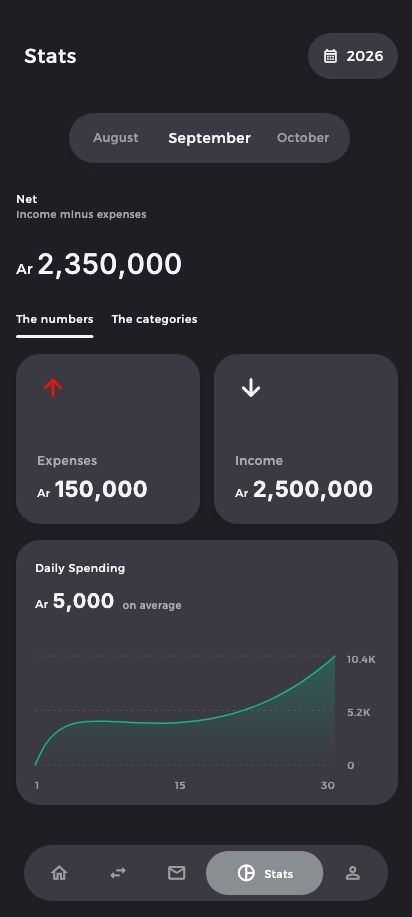 Stats
2026
August September October
Net
Income minus expenses
Ar 2,350,000
The numbers The categories
Expenses
Ar 150,000
Income
Ar 2,500,000
Daily Spending
Ar 5,000 on average
10.4K
5.2K
0
1 15 30
Stats